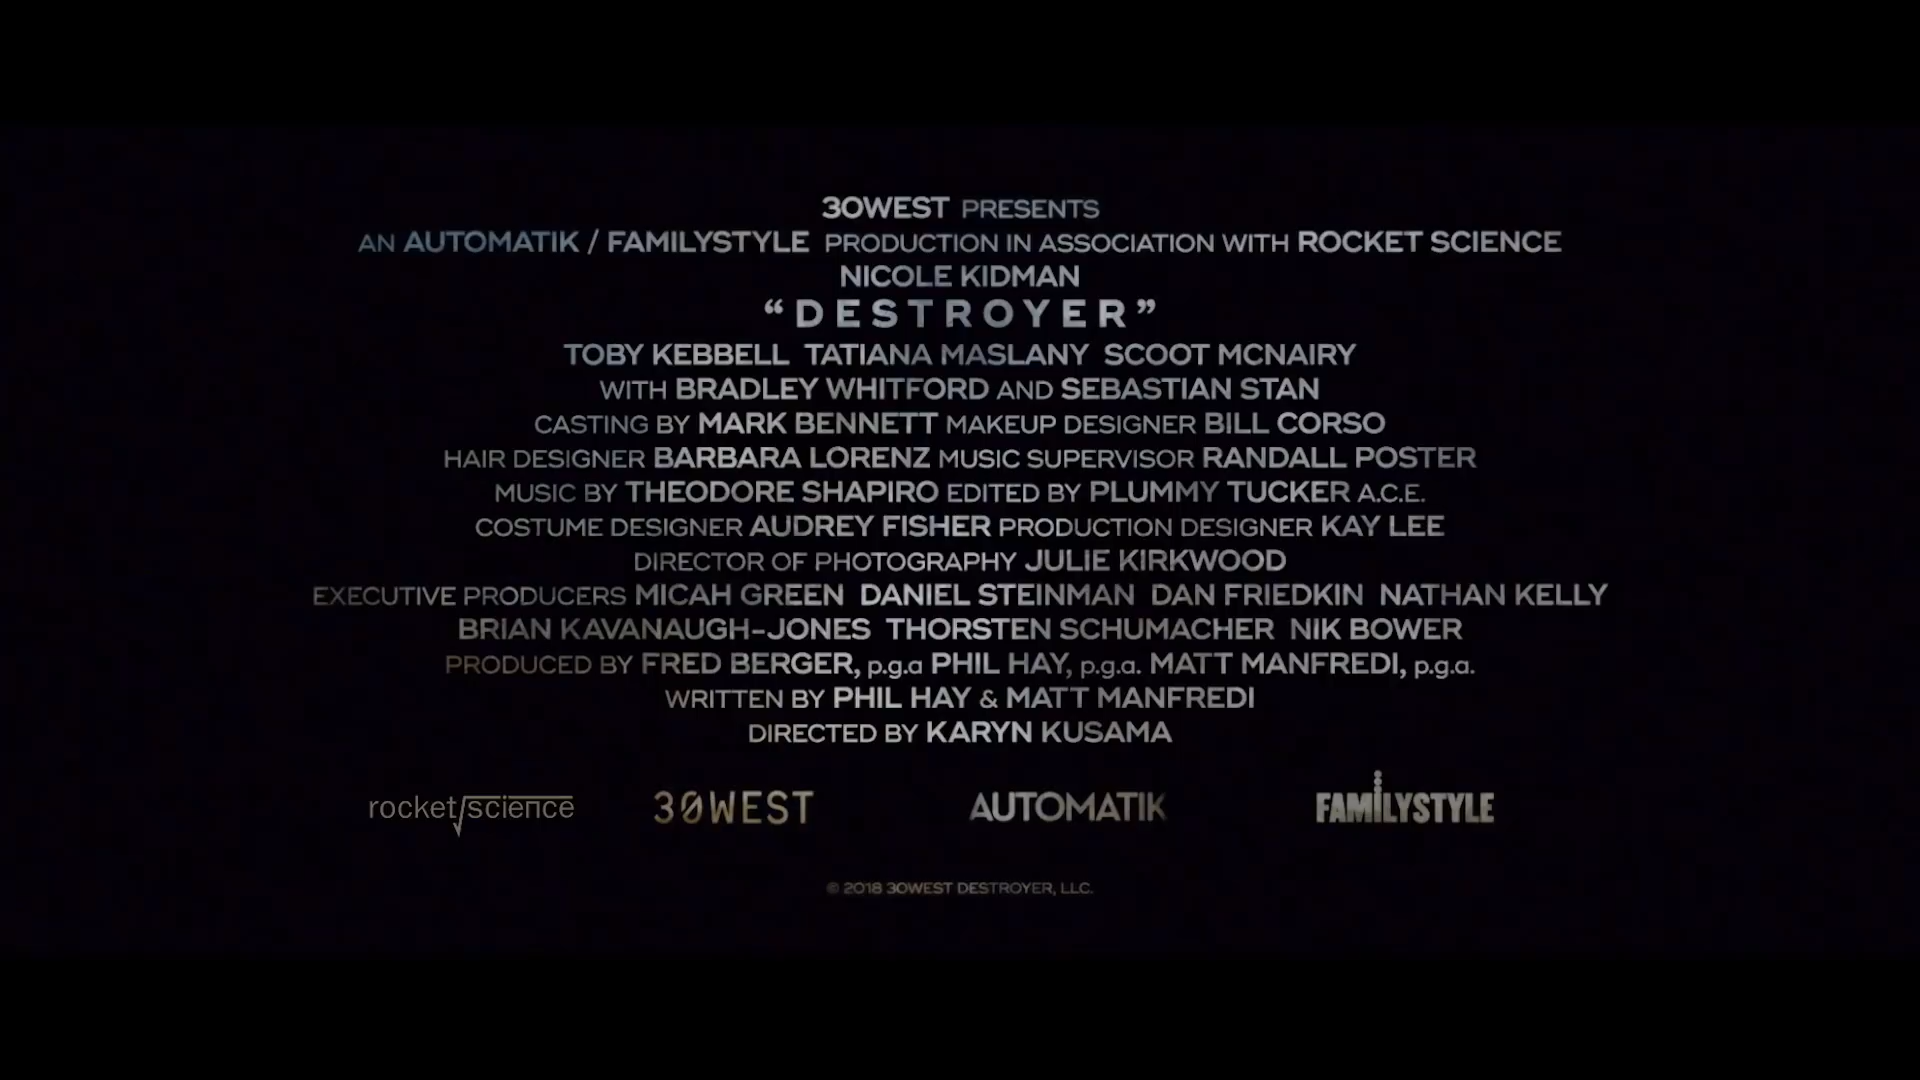 30WEST PRESENTS
AN AUTOMATIK / FAMILYSTYLE PRODUCTION IN ASSOCIATION WITH ROCKET SCIENCE
NICOLE KIDMAN
“DESTROYER”
TOBY KEBBELL TATIANA MASLANY SCOOT MCNAIRY
WITH BRADLEY WHITFORD AND SEBASTIAN STAN
CASTING BY MARK BENNETT MAKEUP DESIGNER BILL CORSO
HAIR DESIGNER BARBARA LORENZ MUSIC SUPERVISOR RANDALL POSTER
MUSIC BY THEODORE SHAPIRO EDITED BY PLUMMY TUCKER A.C.E.
COSTUME DESIGNER AUDREY FISHER PRODUCTION DESIGNER KAY LEE
DIRECTOR OF PHOTOGRAPHY JULIE KIRKWOOD
EXECUTIVE PRODUCERS MICAH GREEN DANIEL STEINMAN DAN FRIEDKIN NATHAN KELLY
BRIAN KAVANAUGH-JONES THORSTEN SCHUMACHER NIK BOWER
PRODUCED BY FRED BERGER, p.g.a PHIL HAY, p.g.a. MATT MANFREDI, p.g.a.
WRITTEN BY PHIL HAY & MATT MANFREDI
DIRECTED BY KARYN KUSAMA
rocket science 30WEST AUTOMATIK FAMILYSTYLE
© 2018 30WEST DESTROYER, LLC.